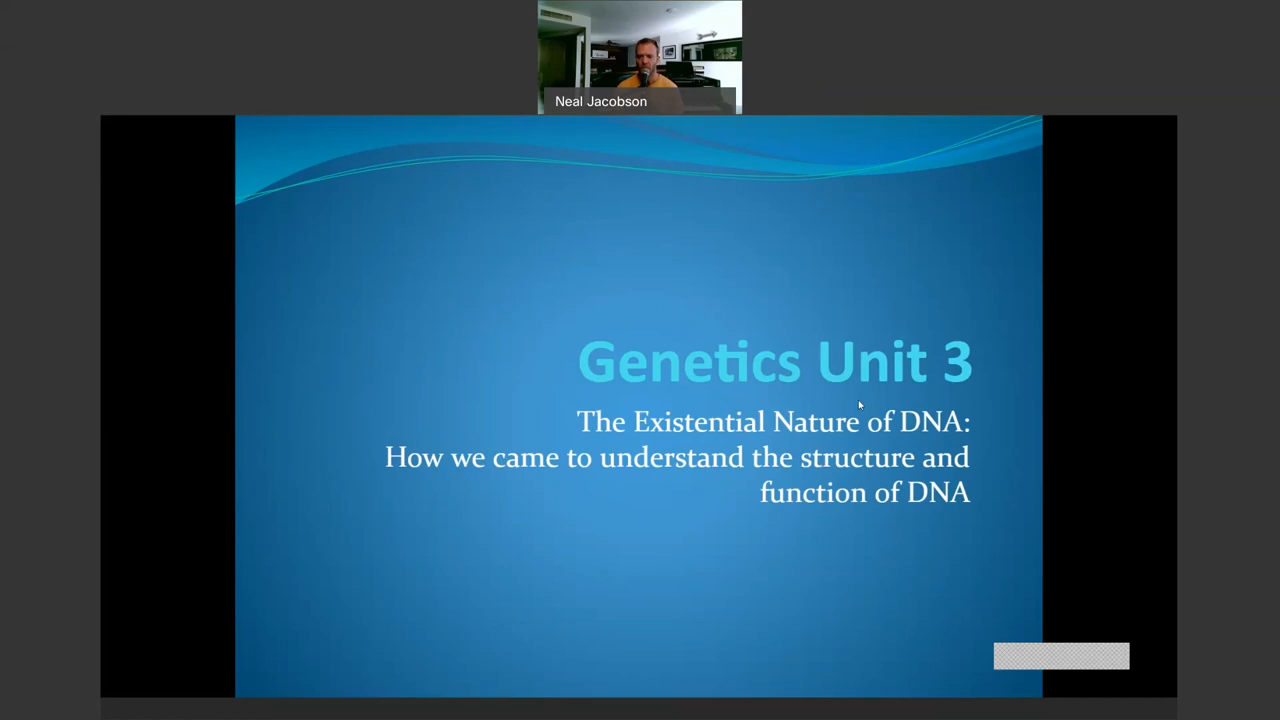 Neal Jacobson
Genetics Unit 3
The Existential Nature of DNA:
How we came to understand the structure and
function of DNA